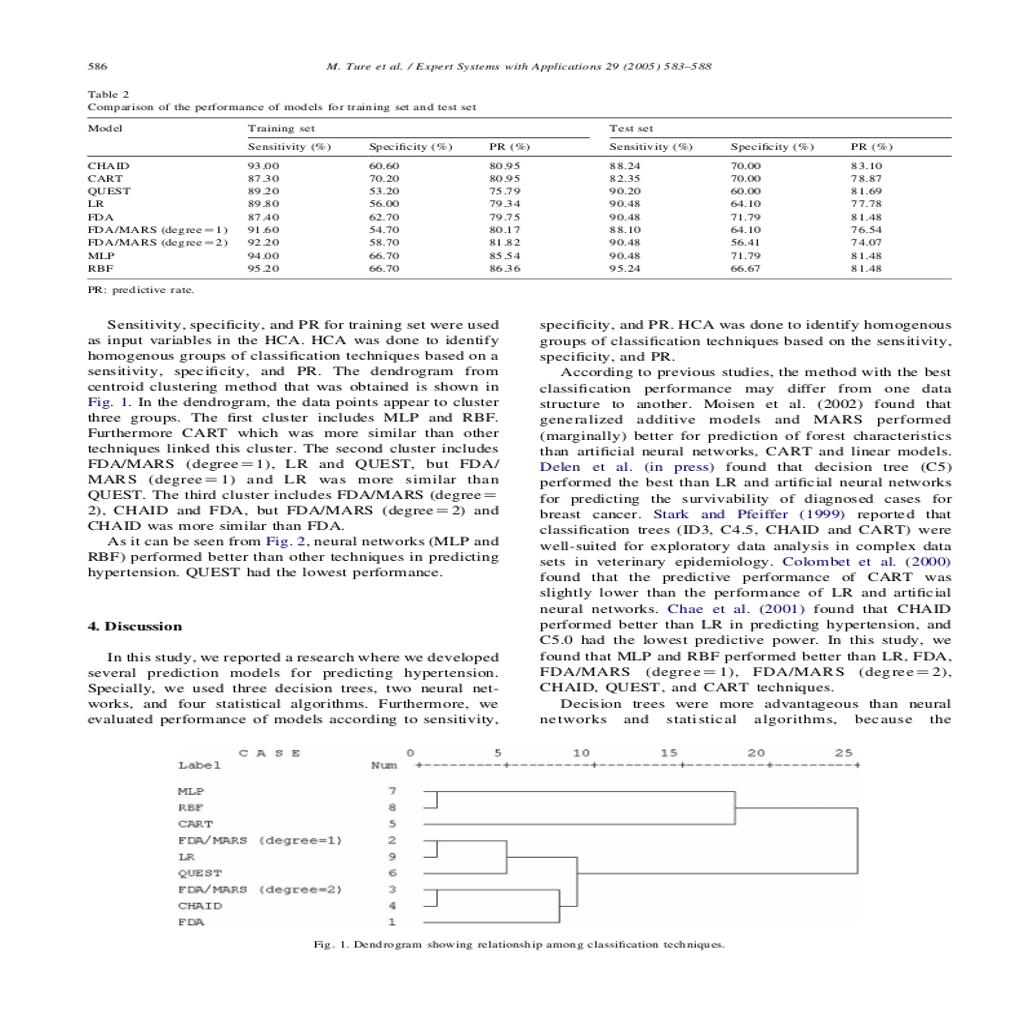 586
M. Ture et al. / Expert Systems with Applications 29 (2005) 583–588
Table 2
Comparison of the performance of models for training set and test set
Model Training set Test set
Sensitivity (%) Specificity (%) PR (%) Sensitivity (%) Specificity (%) PR (%)
CHAID 93.00 60.60 80.95 88.24 70.00 83.10
CART 87.30 70.20 80.95 82.35 70.00 78.87
QUEST 89.20 53.20 75.79 90.20 60.00 81.69
LR 89.80 56.00 79.34 90.48 64.10 77.78
FDA 87.40 62.70 79.75 90.48 71.79 81.48
FDA/MARS (degree=1) 91.60 54.70 80.17 88.10 64.10 76.54
FDA/MARS (degree=2) 92.20 58.70 81.82 90.48 56.41 74.07
MLP 94.00 66.70 85.54 90.48 71.79 81.48
RBF 95.20 66.70 86.36 95.24 66.67 81.48
PR: predictive rate.
Sensitivity, specificity, and PR for training set were used
as input variables in the HCA. HCA was done to identify
homogenous groups of classification techniques based on a
sensitivity, specificity, and PR. The dendrogram from
centroid clustering method that was obtained is shown in
Fig. 1. In the dendrogram, the data points appear to cluster
three groups. The first cluster includes MLP and RBF.
Furthermore CART which was more similar than other
techniques linked this cluster. The second cluster includes
FDA/MARS (degree=1), LR and QUEST, but FDA/
MARS (degree=1) and LR was more similar than
QUEST. The third cluster includes FDA/MARS (degree=
2), CHAID and FDA, but FDA/MARS (degree=2) and
CHAID was more similar than FDA.
As it can be seen from Fig. 2, neural networks (MLP and
RBF) performed better than other techniques in predicting
hypertension. QUEST had the lowest performance.
4. Discussion
In this study, we reported a research where we developed
several prediction models for predicting hypertension.
Specially, we used three decision trees, two neural net-
works, and four statistical algorithms. Furthermore, we
evaluated performance of models according to sensitivity,
specificity, and PR. HCA was done to identify homogenous
groups of classification techniques based on the sensitivity,
specificity, and PR.
According to previous studies, the method with the best
classification performance may differ from one data
structure to another. Moisen et al. (2002) found that
generalized additive models and MARS performed
(marginally) better for prediction of forest characteristics
than artificial neural networks, CART and linear models.
Delen et al. (in press) found that decision tree (C5)
performed the best than LR and artificial neural networks
for predicting the survivability of diagnosed cases for
breast cancer. Stark and Pfeiffer (1999) reported that
classification trees (ID3, C4.5, CHAID and CART) were
well-suited for exploratory data analysis in complex data
sets in veterinary epidemiology. Colombet et al. (2000)
found that the predictive performance of CART was
slightly lower than the performance of LR and artificial
neural networks. Chae et al. (2001) found that CHAID
performed better than LR in predicting hypertension, and
C5.0 had the lowest predictive power. In this study, we
found that MLP and RBF performed better than LR, FDA,
FDA/MARS (degree=1), FDA/MARS (degree=2),
CHAID, QUEST, and CART techniques.
Decision trees were more advantageous than neural
networks and statistical algorithms, because the
C A S E 0 5 10 15 20 25
Label Num
MLP 7
RBF 8
CART 5
FDA/MARS (degree=1) 2
LR 9
QUEST 6
FDA/MARS (degree=2) 3
CHAID 4
FDA 1
Fig. 1. Dendrogram showing relationship among classification techniques.